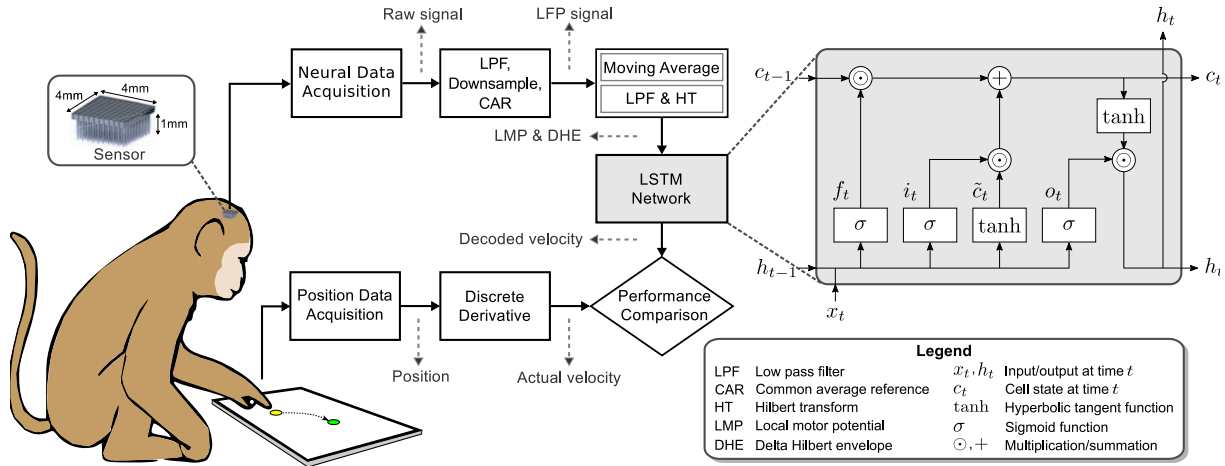 Raw signal
LFP signal
Neural Data
Acquisition
LPF,
Downsample,
CAR
Moving Average
LPF & HT
LMP & DHE
4mm
4mm
1mm
Sensor
LSTM
Network
Decoded velocity
Position Data
Acquisition
Discrete
Derivative
Performance
Comparison
Position
Actual velocity
h_t
c_{t-1}
c_t
tanh
f_t
i_t
c̃_t
o_t
σ
σ
tanh
σ
h_{t-1}
h_t
x_t
Legend
LPF Low pass filter
CAR Common average reference
HT Hilbert transform
LMP Local motor potential
DHE Delta Hilbert envelope
x_t, h_t Input/output at time t
c_t Cell state at time t
tanh Hyperbolic tangent function
σ Sigmoid function
⊙, + Multiplication/summation